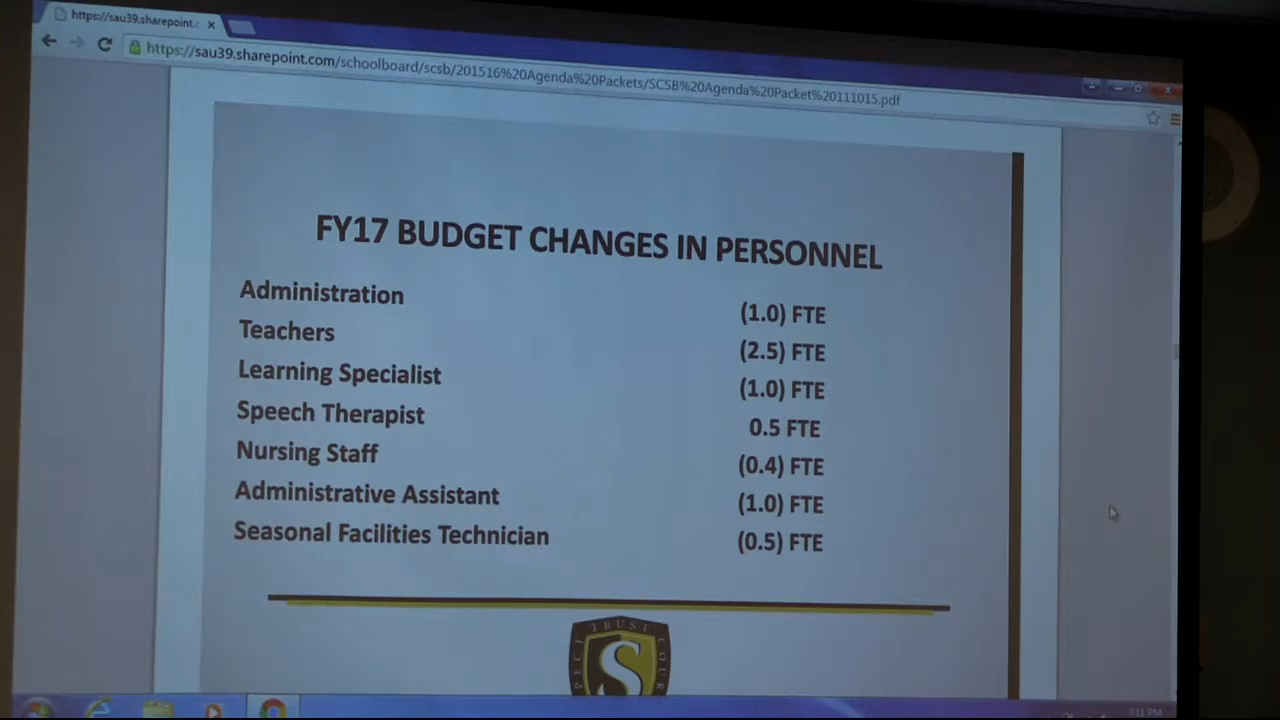 https://sau39.sharepoint.c
https://sau39.sharepoint.com/schoolboard/scsb/201516%20Agenda%20Packets/SCSB%20Agenda%20Packet%20111015.pdf
FY17 BUDGET CHANGES IN PERSONNEL
Administration (1.0) FTE
Teachers (2.5) FTE
Learning Specialist (1.0) FTE
Speech Therapist 0.5 FTE
Nursing Staff (0.4) FTE
Administrative Assistant (1.0) FTE
Seasonal Facilities Technician (0.5) FTE
TRUST
S